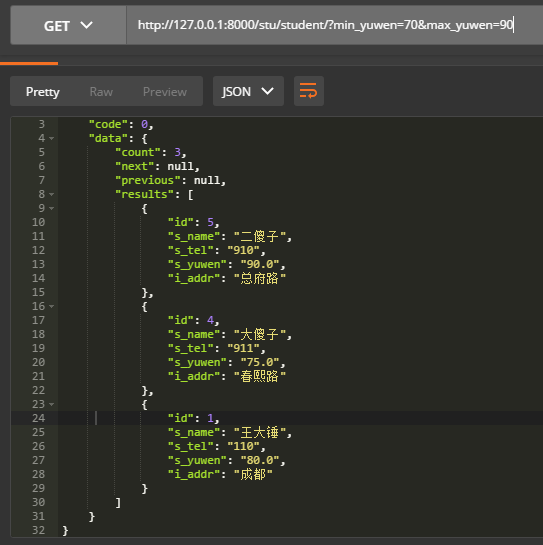 GET http://127.0.0.1:8000/stu/student/?min_yuwen=70&max_yuwen=90
Pretty Raw Preview JSON
3 "code": 0,
4 "data": {
5 "count": 3,
6 "next": null,
7 "previous": null,
8 "results": [
9 {
10 "id": 5,
11 "s_name": "二傻子",
12 "s_tel": "910",
13 "s_yuwen": "90.0",
14 "i_addr": "总府路"
15 },
16 {
17 "id": 4,
18 "s_name": "大傻子",
19 "s_tel": "911",
20 "s_yuwen": "75.0",
21 "i_addr": "春熙路"
22 },
23 {
24 "id": 1,
25 "s_name": "王大锤",
26 "s_tel": "110",
27 "s_yuwen": "80.0",
28 "i_addr": "成都"
29 }
30 ]
31 }
32 }